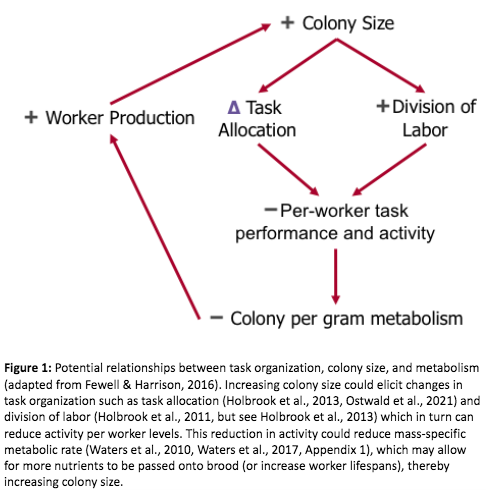 + Colony Size
+ Worker Production
Δ Task
Allocation
+Division of
Labor
−Per-worker task
performance and activity
− Colony per gram metabolism
Figure 1: Potential relationships between task organization, colony size, and metabolism
(adapted from Fewell & Harrison, 2016). Increasing colony size could elicit changes in
task organization such as task allocation (Holbrook et al., 2013, Ostwald et al., 2021) and
division of labor (Holbrook et al., 2011, but see Holbrook et al., 2013) which in turn can
reduce activity per worker levels. This reduction in activity could reduce mass-specific
metabolic rate (Waters et al., 2010, Waters et al., 2017, Appendix 1), which may allow
for more nutrients to be passed onto brood (or increase worker lifespans), thereby
increasing colony size.